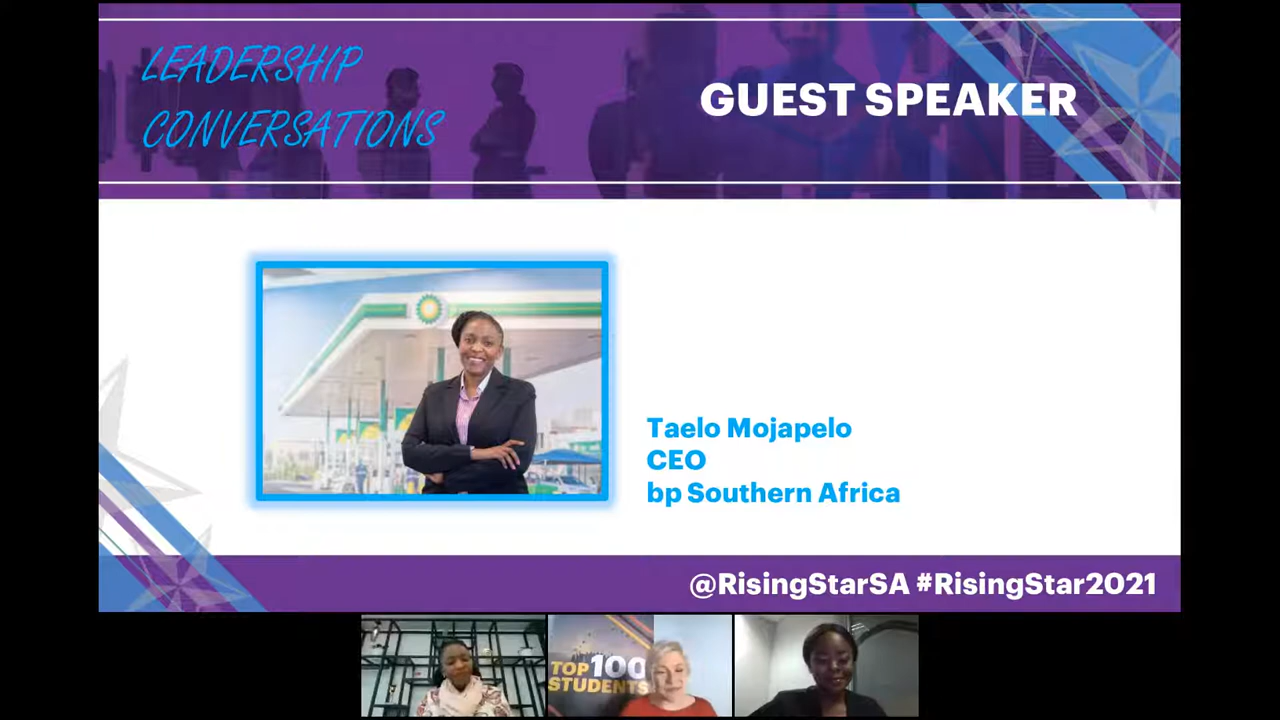 LEADERSHIP
CONVERSATIONS
GUEST SPEAKER
Taelo Mojapelo
CEO
bp Southern Africa
@RisingStarSA #RisingStar2021
TOP 100
STUDENTS